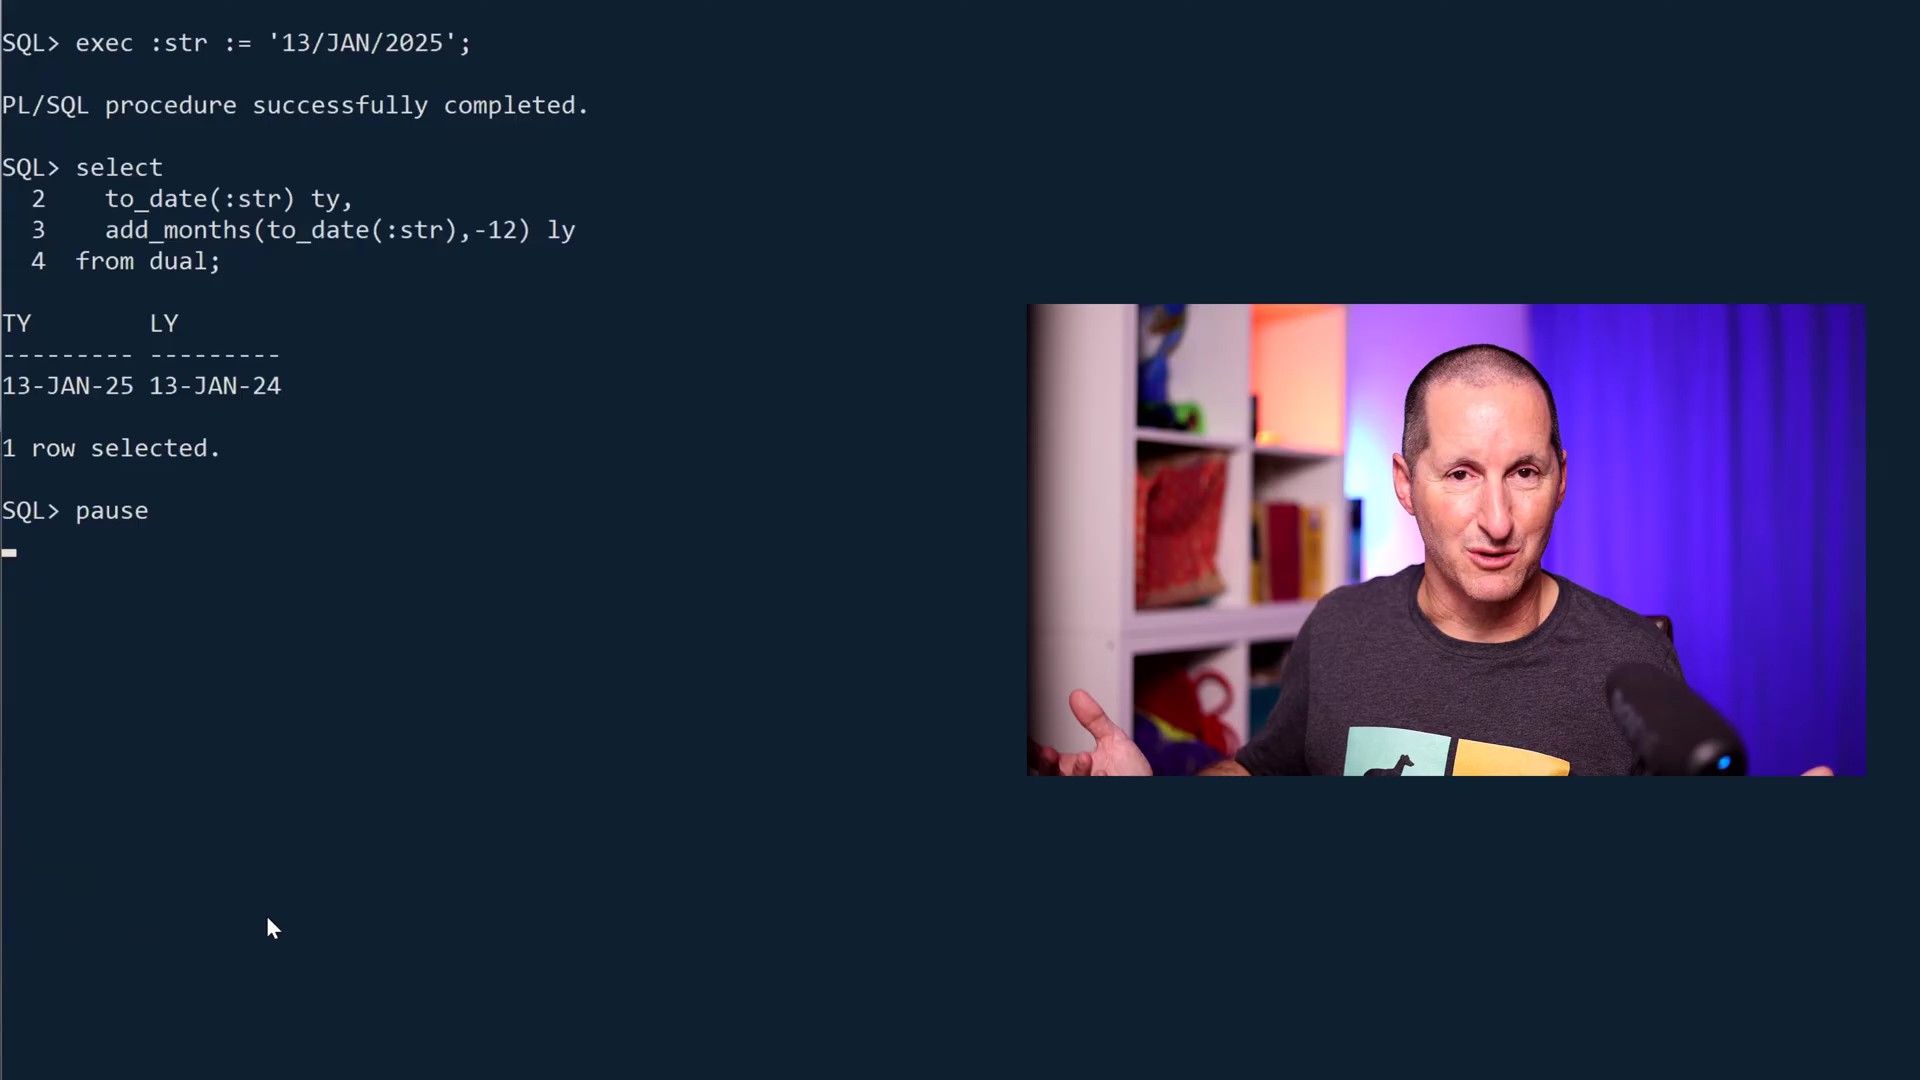 SQL> exec :str := '13/JAN/2025';
PL/SQL procedure successfully completed.
SQL> select
  2    to_date(:str) ty,
  3    add_months(to_date(:str),-12) ly
  4  from dual;
TY        LY
--------- ---------
13-JAN-25 13-JAN-24
1 row selected.
SQL> pause